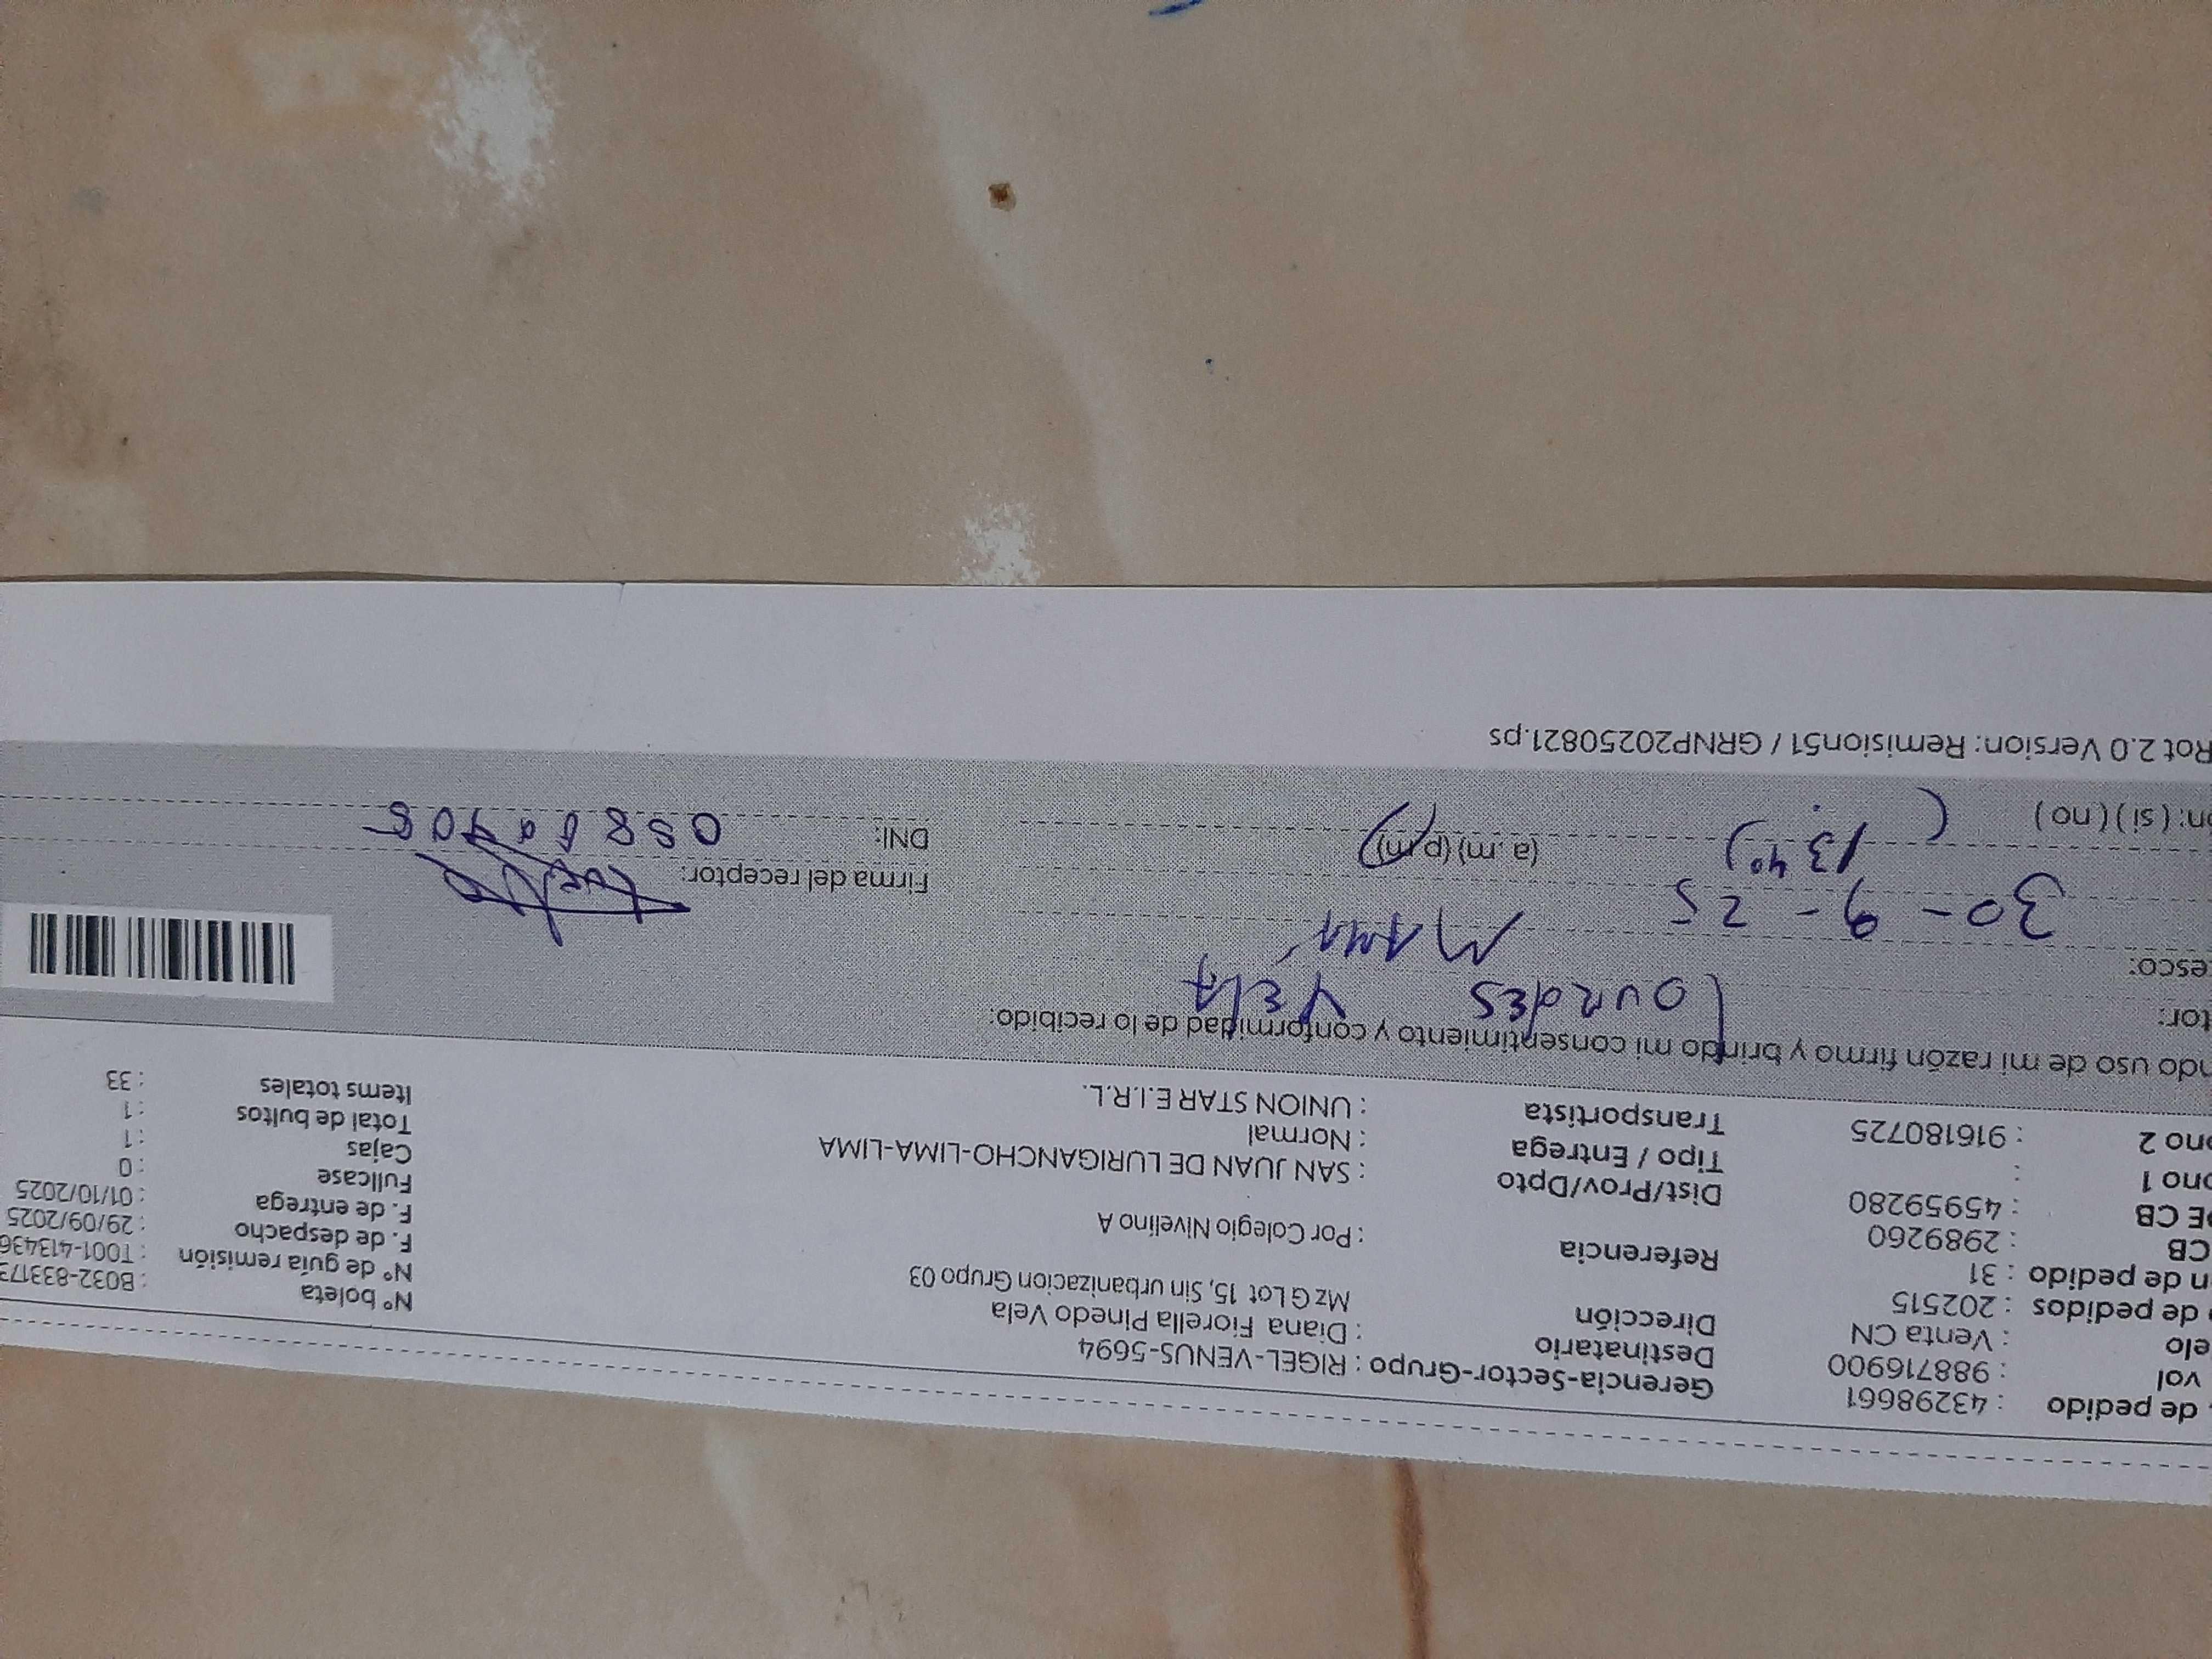 . de pedido : 43298661 Gerencia-Sector-Grupo : RIGEL-VENUS-5694
vol : 988716900 Destinatario : Diana Fiorella Pinedo Vela Nº boleta : B032-833173
elo : Venta CN Dirección Mz G Lot 15, Sin urbanizacion Grupo 03 Nº de guía remisión : T001-413436
de pedidos : 202515 F. de despacho : 29/09/2025
n de pedido : 31 Referencia : Por Colegio Nivelino A F. de entrega : 01/10/2025
CB : 2989260 Fullcase : 0
E CB : 45959280 Dist/Prov/Dpto : SAN JUAN DE LURIGANCHO-LIMA-LIMA Cajas : 1
ono 1 : Tipo / Entrega : Normal Total de bultos : 1
ono 2 : 916180725 Transportista : UNION STAR E.I.R.L. Items totales : 33
ndo uso de mi razón firmo y brindo mi consentimiento y conformidad de lo recibido:
tor: Lourdes Vela
esco: Mama
30 - 9 - 25 Firma del receptor:
on: ( si ) ( no ) (13:40) (a. m) (p. m) DNI:
Rot 2.0 Version: Remision51 / GRNP20250821.ps